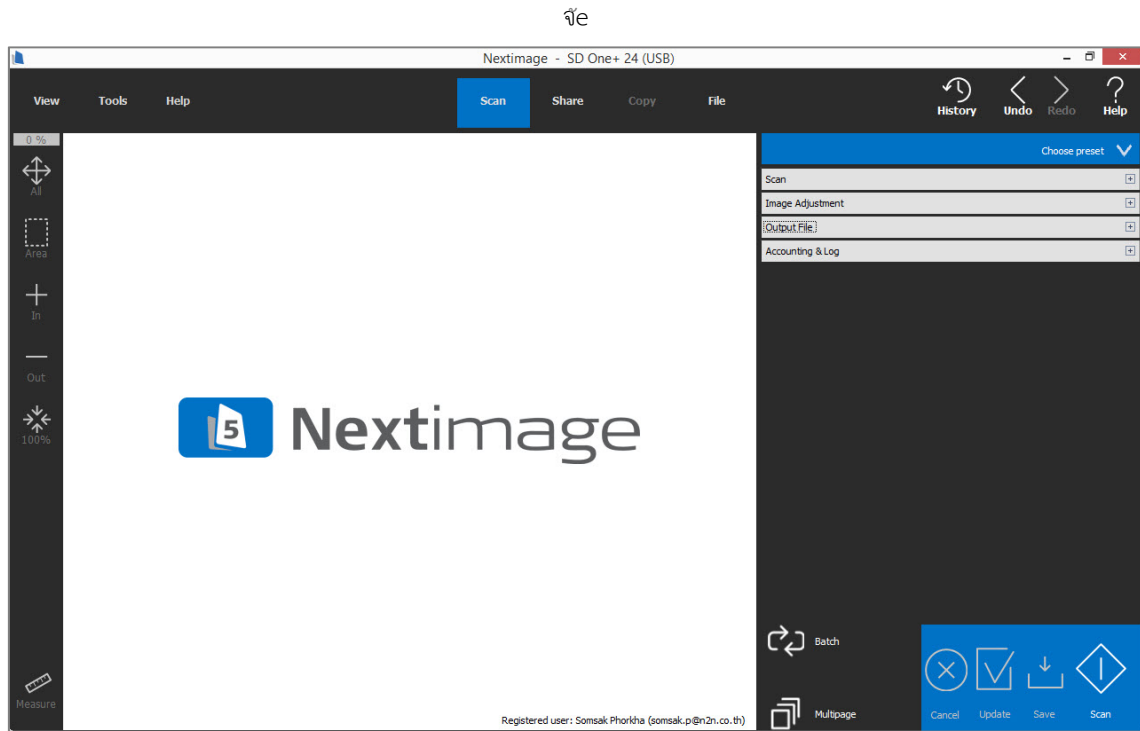 จัe
Nextimage - SD One+ 24 (USB)
View Tools Help Scan Share Copy File History Undo Redo Help
0 %
All
Area
In
Out
100%
Measure
5 Nextimage
Registered user: Somsak Phorkha (somsak.p@n2n.co.th)
Choose preset
Scan
Image Adjustment
Output File
Accounting & Log
Batch
Multipage
Cancel Update Save Scan